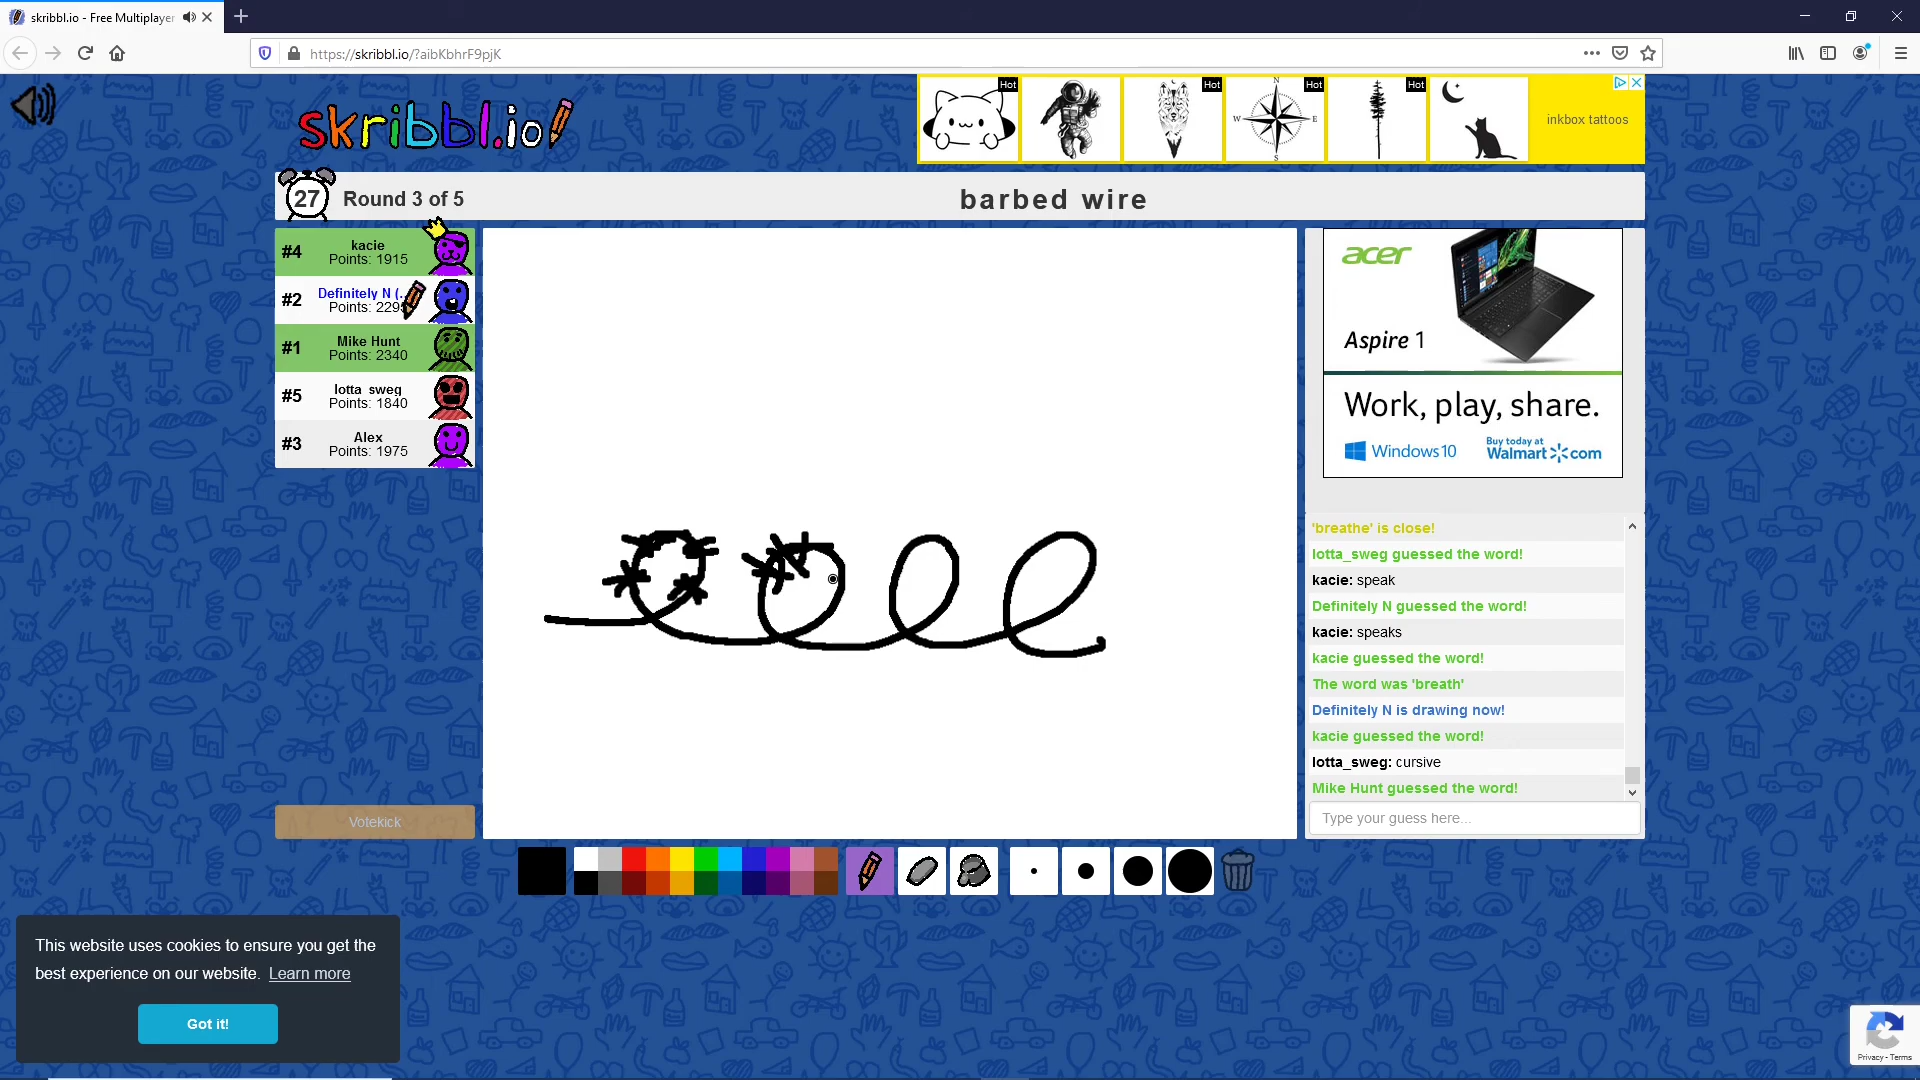 skribbl.io - Free Multiplayer
https://skribbl.io/?aibKbhrF9pjK
skribbl.io
Hot
Hot
Hot
Hot
N
W E
S
inkbox tattoos
27
Round 3 of 5
barbed wire
#4
kacie
Points: 1915
#2
Definitely N (..
Points: 2295
#1
Mike Hunt
Points: 2340
#5
lotta_sweg
Points: 1840
#3
Alex
Points: 1975
Votekick
acer
Aspire 1
Work, play, share.
Windows 10
Buy today at
Walmart.com
'breathe' is close!
lotta_sweg guessed the word!
kacie: speak
Definitely N guessed the word!
kacie: speaks
kacie guessed the word!
The word was 'breath'
Definitely N is drawing now!
kacie guessed the word!
lotta_sweg: cursive
Mike Hunt guessed the word!
Type your guess here...
This website uses cookies to ensure you get the
best experience on our website. Learn more
Got it!
Privacy - Terms